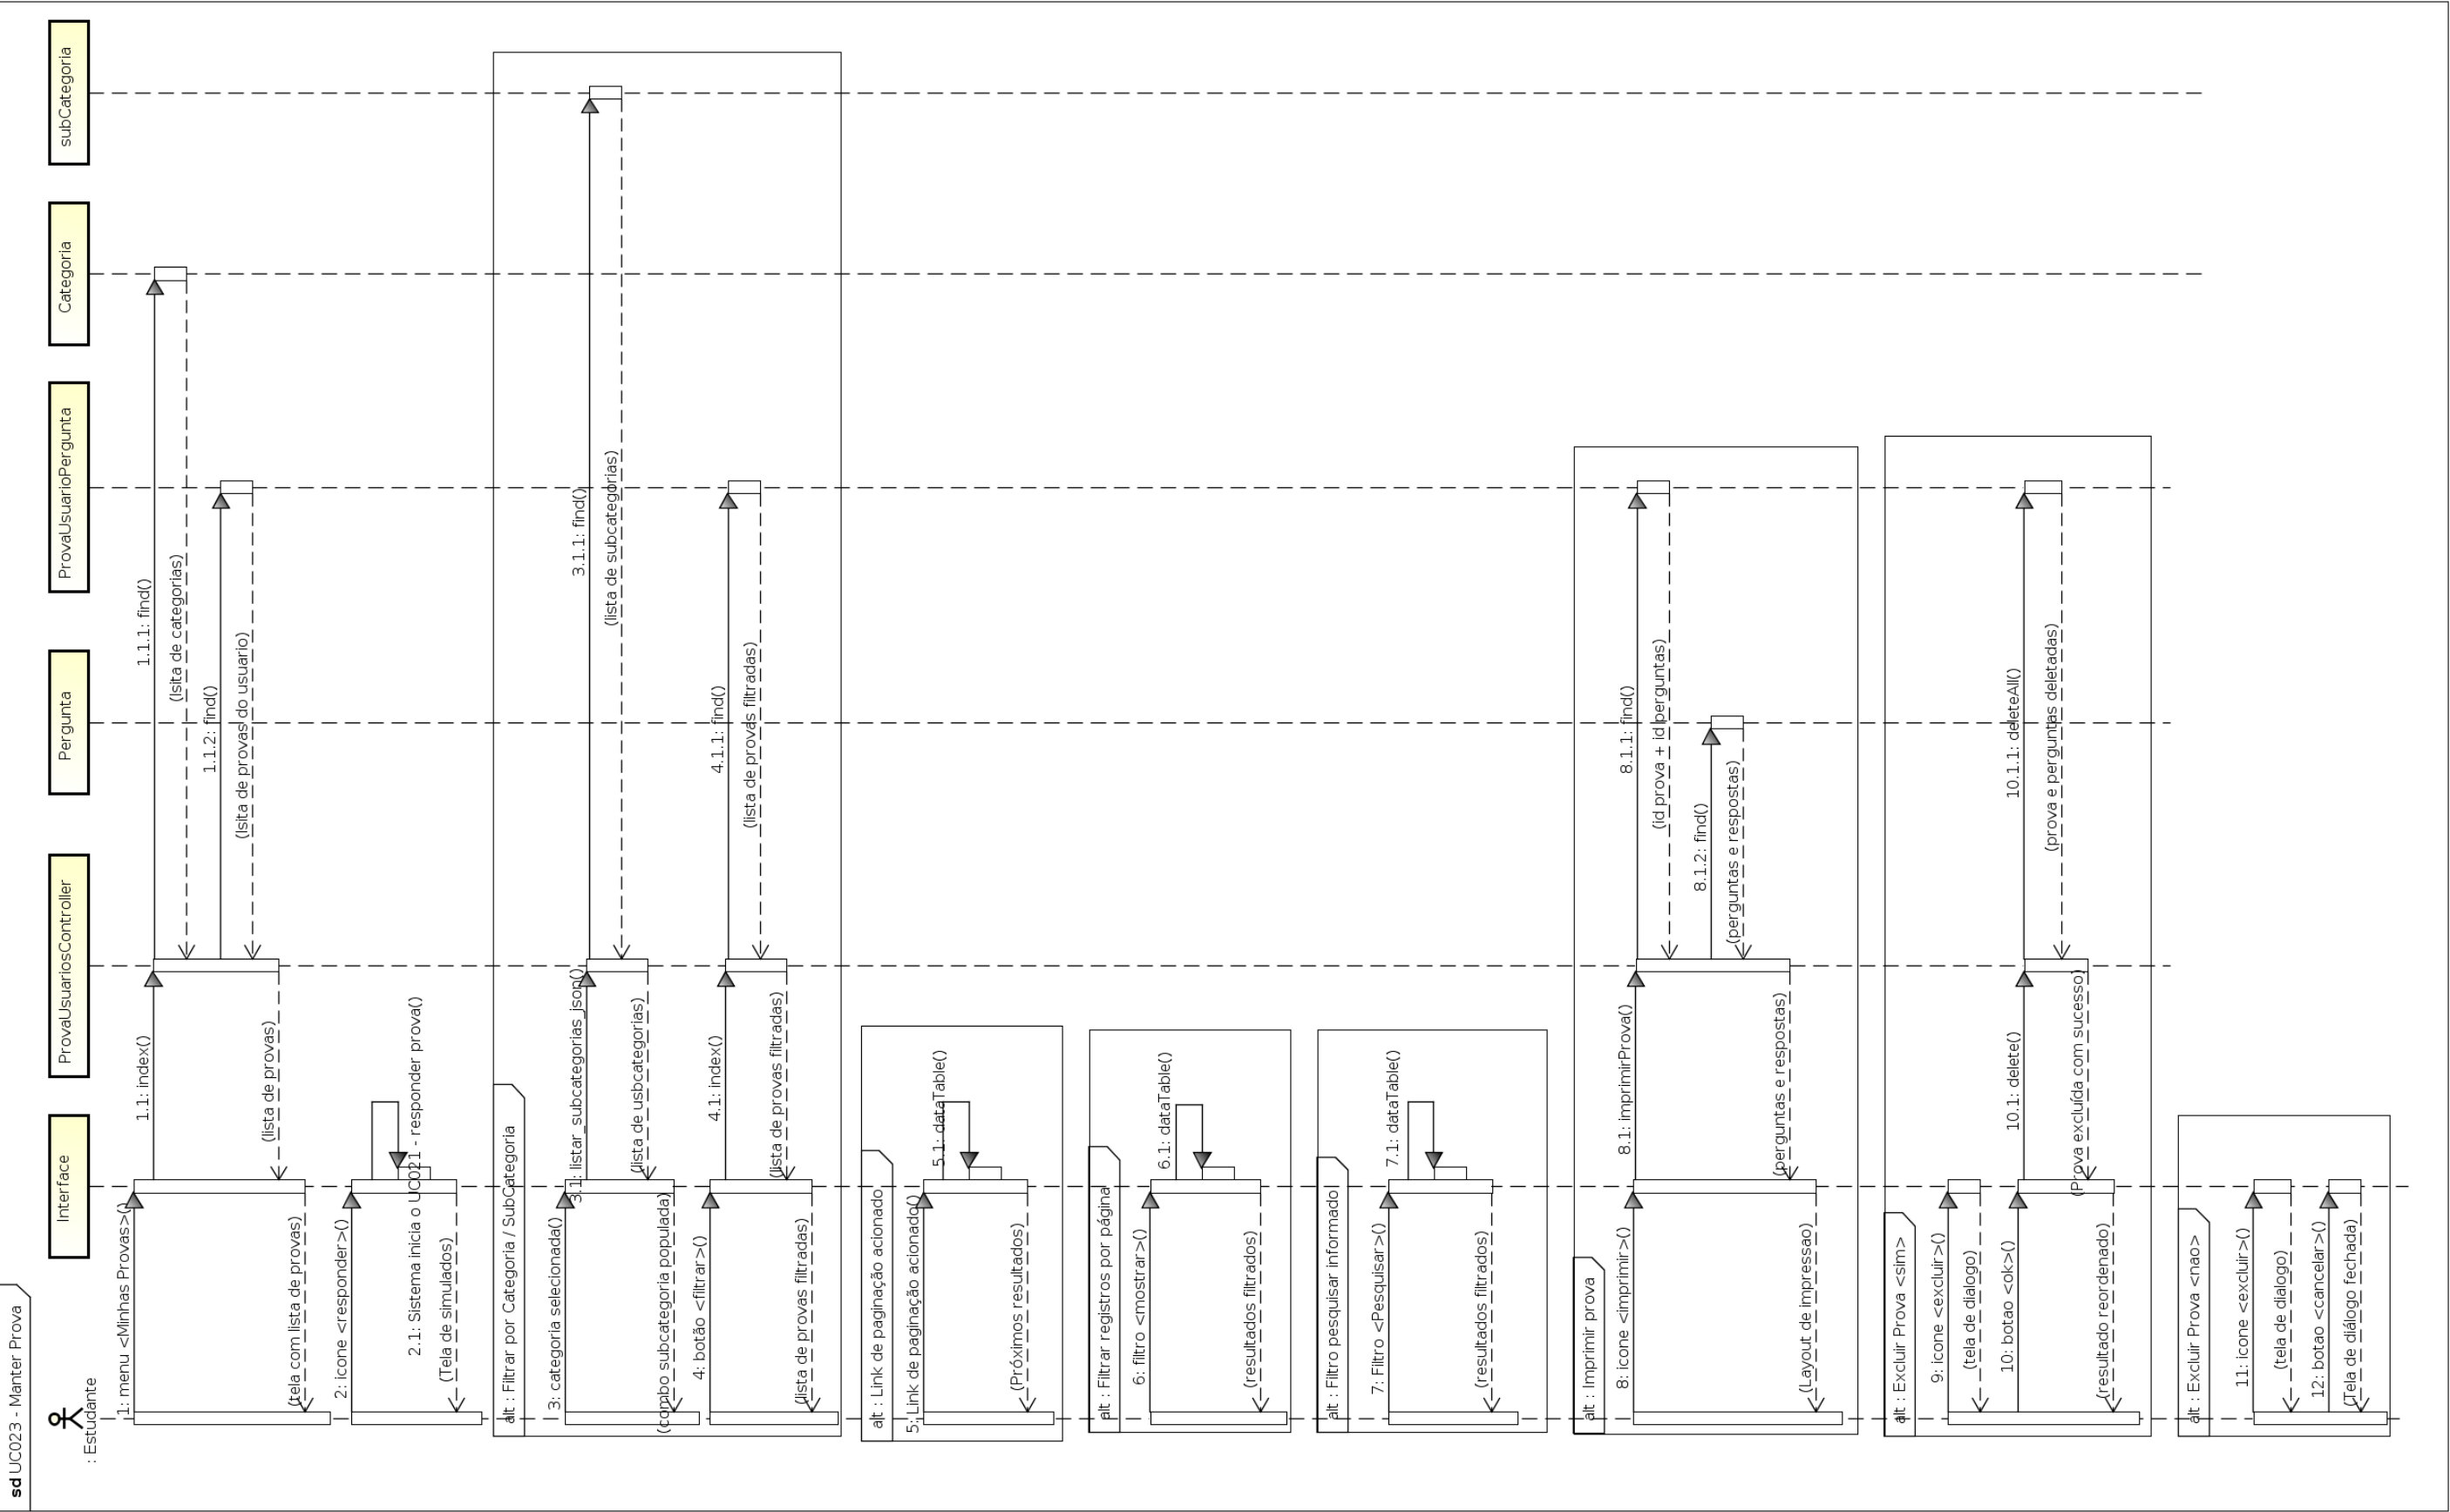 sd UC023 - Manter Prova
: Estudante
Interface
ProvaUsuariosController
Pergunta
ProvaUsuarioPergunta
Categoria
subCategoria
1: menu <Minhas Provas>()
1.1: index()
1.1.1: find()
(lsita de categorias)
1.1.2: find()
(lsita de provas do usuario)
(lista de provas)
(tela com lista de provas)
2: icone <responder>()
2.1: Sistema inicia o UC021 - responder prova()
(Tela de simulados)
alt : Filtrar por Categoria / SubCategoria
3: categoria selecionada()
3.1: listar_subcategorias_json()
3.1.1: find()
(lista de subcategorias)
(lista de usbcategorias)
(combo subcategoria populada)
4: botão <filtrar>()
4.1: index()
4.1.1: find()
(lista de provas filtradas)
(lista de provas filtradas)
(lista de provas filtradas)
alt : Link de paginação acionado
5: Link de paginação acionado()
5.1: dataTable()
(Próximos resultados)
alt : Filtrar registros por página
6: filtro <mostrar>()
6.1: dataTable()
(resultados filtrados)
alt : Filtro pesquisar informado
7: Filtro <Pesquisar>()
7.1: dataTable()
(resultados filtrados)
alt : Imprimir prova
8: icone <imprimir>()
8.1: imprimirProva()
8.1.1: find()
(id prova + id perguntas)
8.1.2: find()
(perguntas e respostas)
(perguntas e respostas)
(Layout de impressao)
alt : Excluir Prova <sim>
9: icone <excluir>()
(tela de dialogo)
10: botao <ok>()
10.1: delete()
10.1.1: deleteAll()
(prova e perguntas deletadas)
(Prova excluída com sucesso)
(resultado reordenado)
alt : Excluir Prova <nao>
11: icone <excluir>()
(tela de dialogo)
12: botao <cancelar>()
(Tela de diálogo fechada)